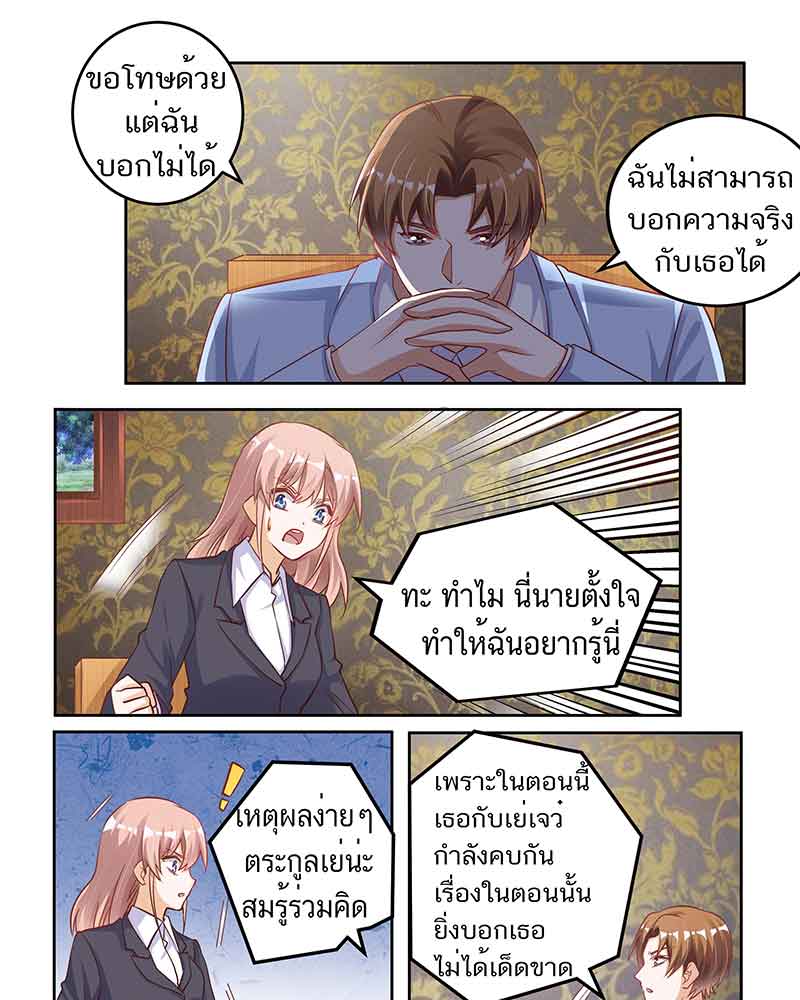 ขอโทษด้วย
แต่ฉัน
บอกไม่ได้
ฉันไม่สามารถ
บอกความจริง
กับเธอได้
ทะ ทำไม นี่นายตั้งใจ
ทำให้ฉันอยากรู้นี่
!
เหตุผลง่ายๆ
ตระกูลเย่น่ะ
สมรู้ร่วมคิด
เพราะในตอนนี้
เธอกับเย่เจว๋
กำลังคบกัน
เรื่องในตอนนั้น
ยิ่งบอกเธอ
ไม่ได้เด็ดขาด